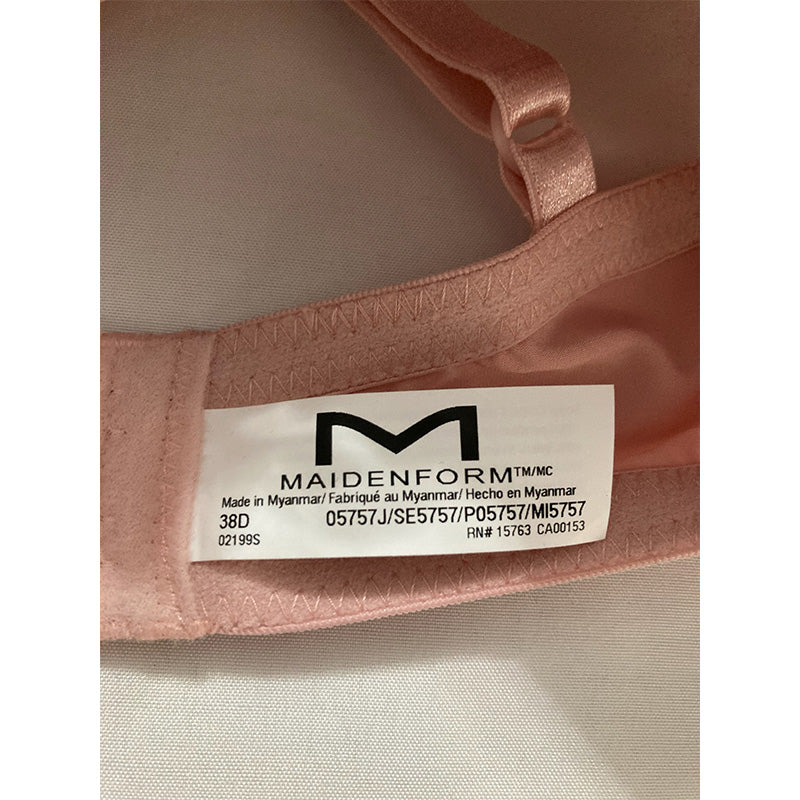 M
MAIDENFORM™/MC
Made in Myanmar/ Fabriqué au Myanmar/ Hecho en Myanmar
38D 05757J/SE5757/P05757/MI5757
02199S RN# 15763 CA00153